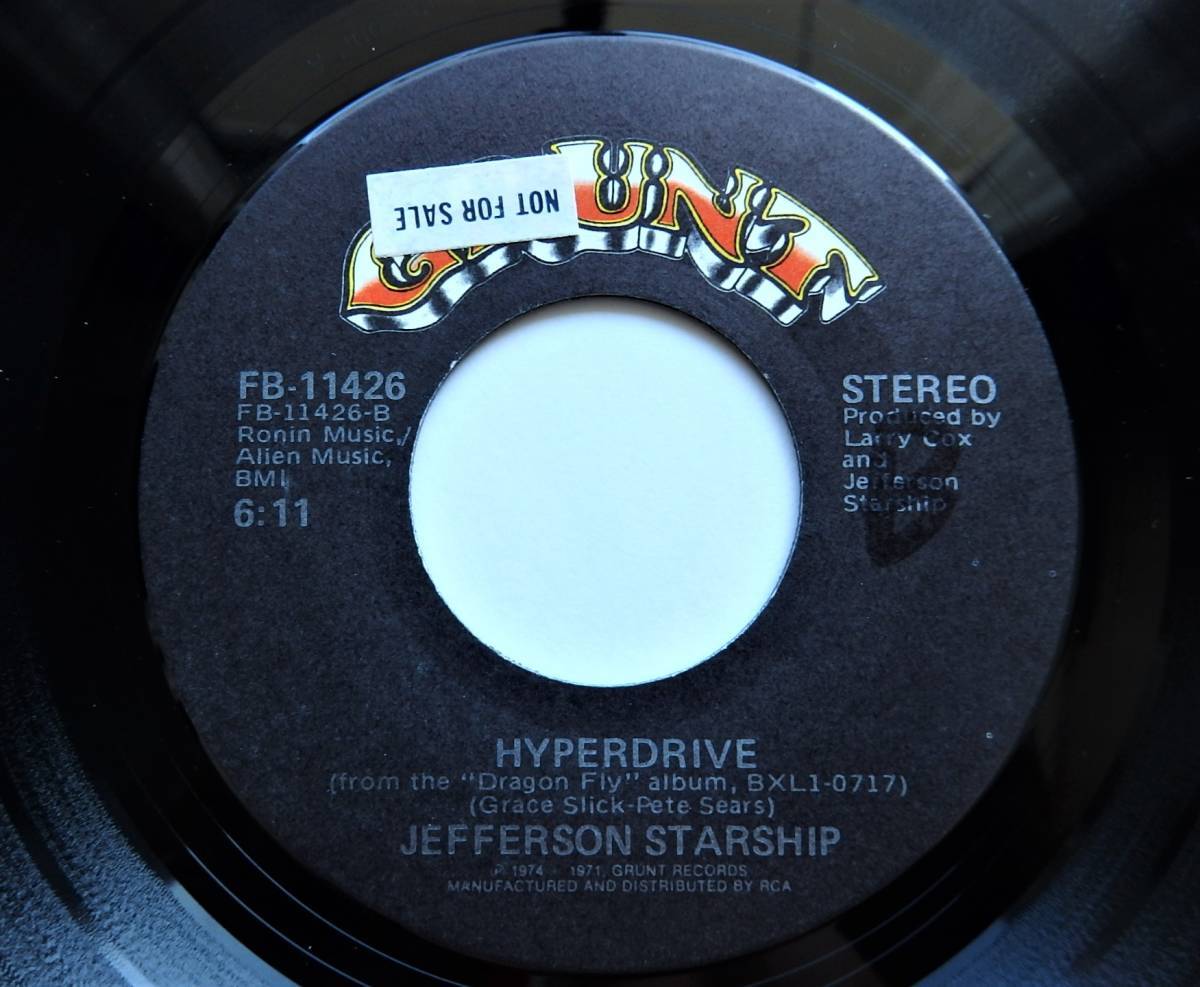 GRUNT
NOT FOR SALE
FB-11426
FB-11426-B
Ronin Music,/
Alien Music,
BMI
6:11
STEREO
Produced by
Larry Cox
and
Jefferson
Starship
HYPERDRIVE
(from the "Dragon Fly" album, BXL1-0717)
(Grace Slick-Pete Sears)
JEFFERSON STARSHIP
℗ 1974 1971, GRUNT RECORDS
MANUFACTURED AND DISTRIBUTED BY RCA